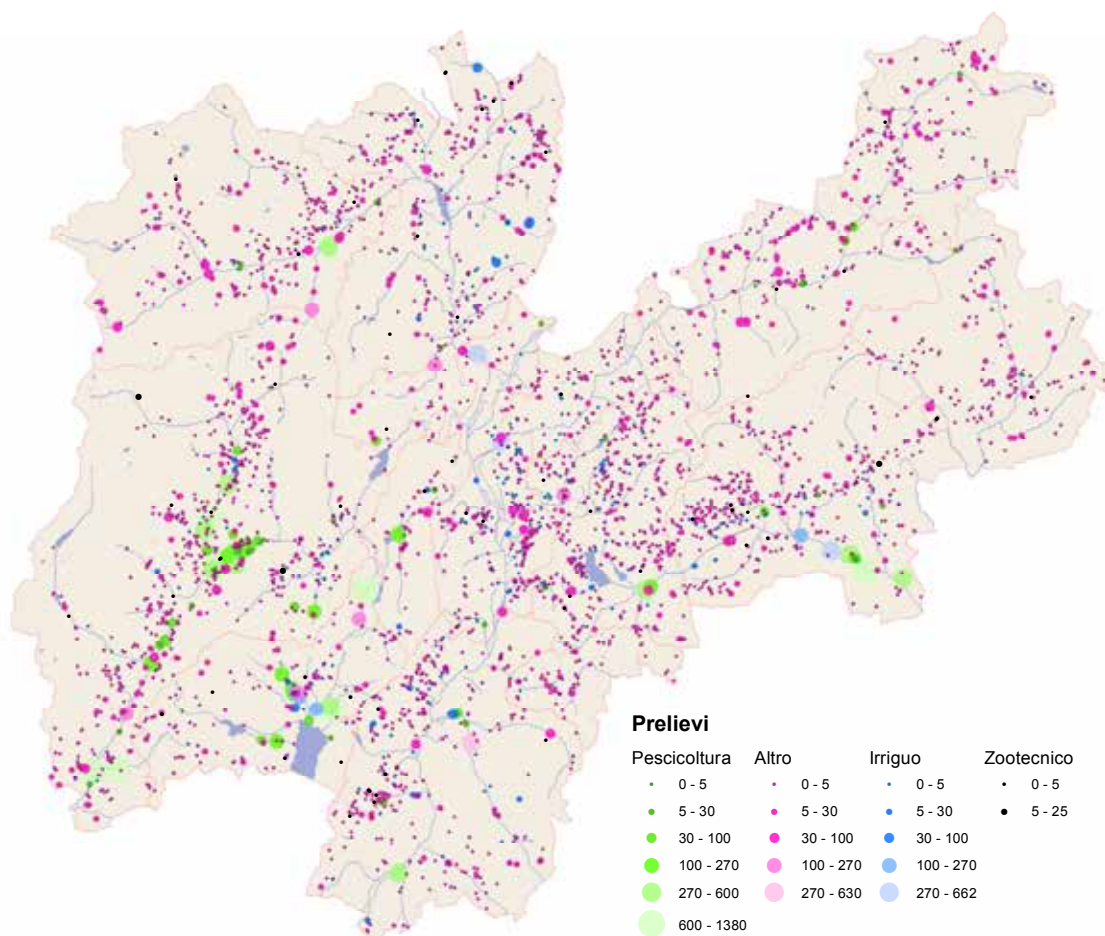 Prelievi
Pescicoltura Altro Irriguo Zootecnico
0 - 5 0 - 5 0 - 5 0 - 5
5 - 30 5 - 30 5 - 30 5 - 25
30 - 100 30 - 100 30 - 100
100 - 270 100 - 270 100 - 270
270 - 600 270 - 630 270 - 662
600 - 1380